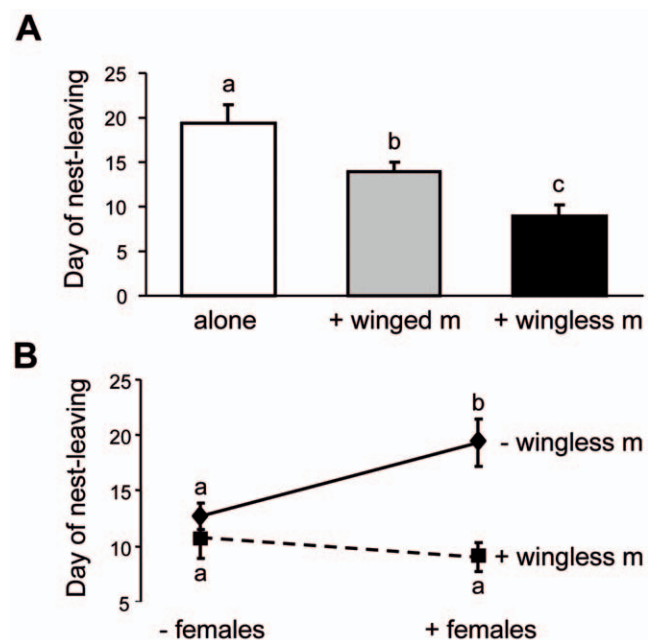 A
Day of nest-leaving
25
20
15
10
5
0
a
b
c
alone
+ winged m
+ wingless m
B
Day of nest-leaving
25
20
15
10
5
a
a
b
a
- wingless m
+ wingless m
- females
+ females